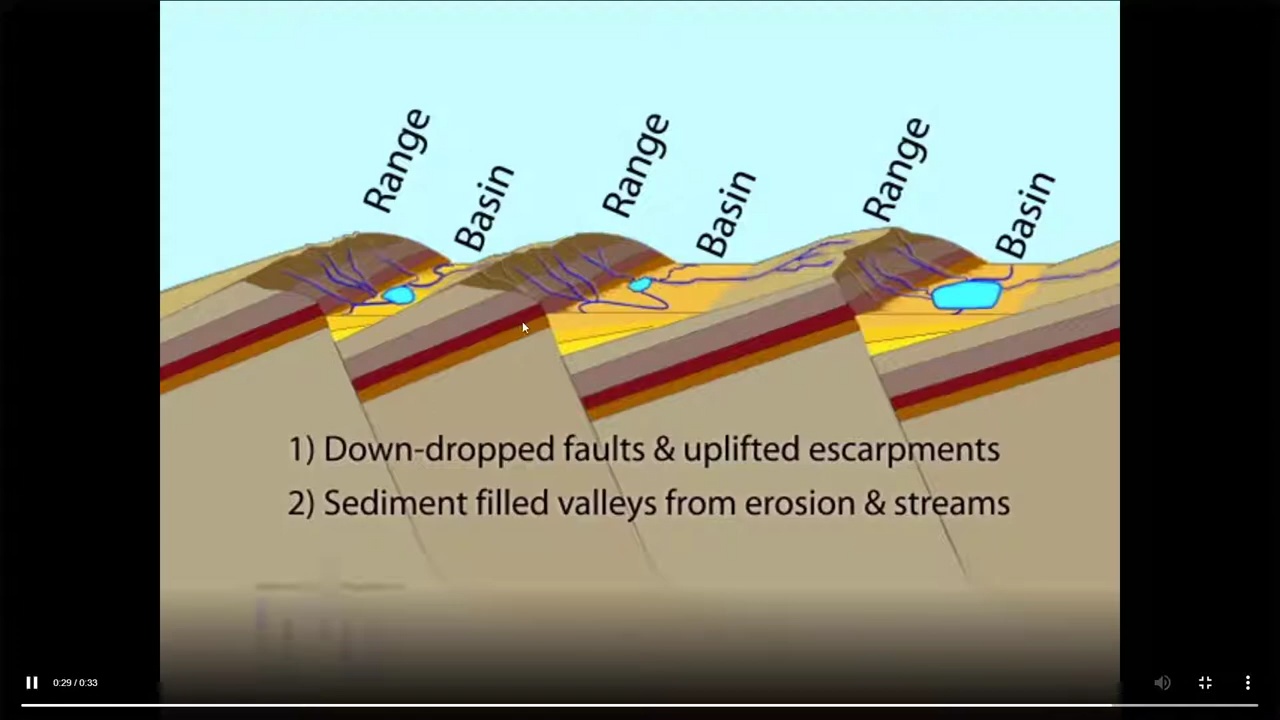 Range
Basin
Range
Basin
Range
Basin
1) Down-dropped faults & uplifted escarpments
2) Sediment filled valleys from erosion & streams
0:29 / 0:33